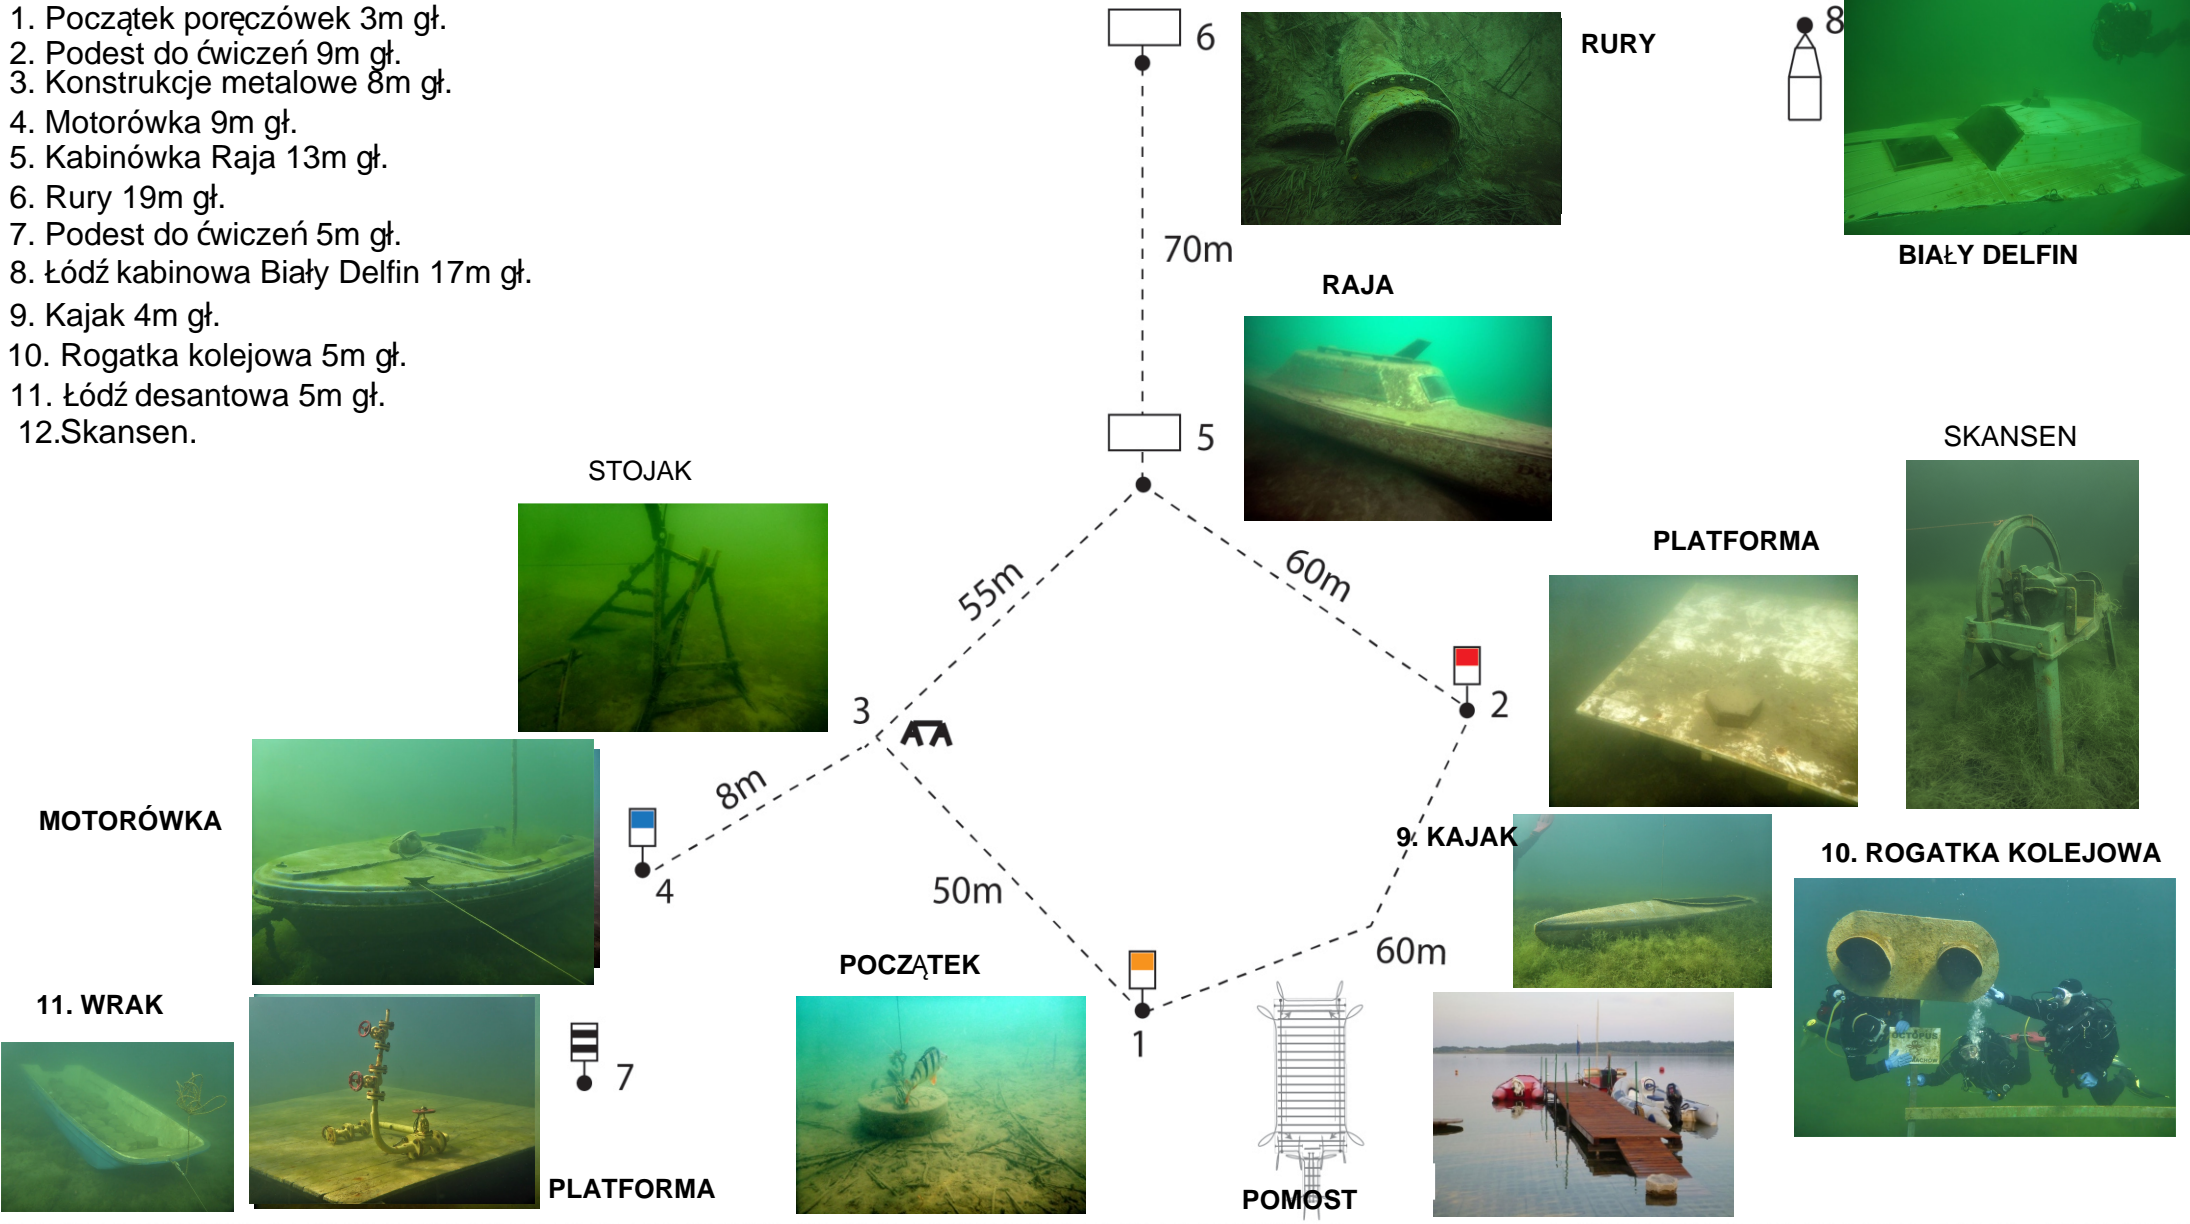 1. Początek poręczówek 3m gł.
2. Podest do ćwiczeń 9m gł.
3. Konstrukcje metalowe 8m gł.
4. Motorówka 9m gł.
5. Kabinówka Raja 13m gł.
6. Rury 19m gł.
7. Podest do ćwiczeń 5m gł.
8. Łódź kabinowa Biały Delfin 17m gł.
9. Kajak 4m gł.
10. Rogatka kolejowa 5m gł.
11. Łódź desantowa 5m gł.
12.Skansen.
6
RURY
8
BIAŁY DELFIN
70m
RAJA
5
SKANSEN
STOJAK
PLATFORMA
55m
60m
3
2
MOTORÓWKA
8m
4
50m
9. KAJAK
10. ROGATKA KOLEJOWA
60m
POCZĄTEK
11. WRAK
1
7
OCTOPUS
PLATFORMA
POMOST